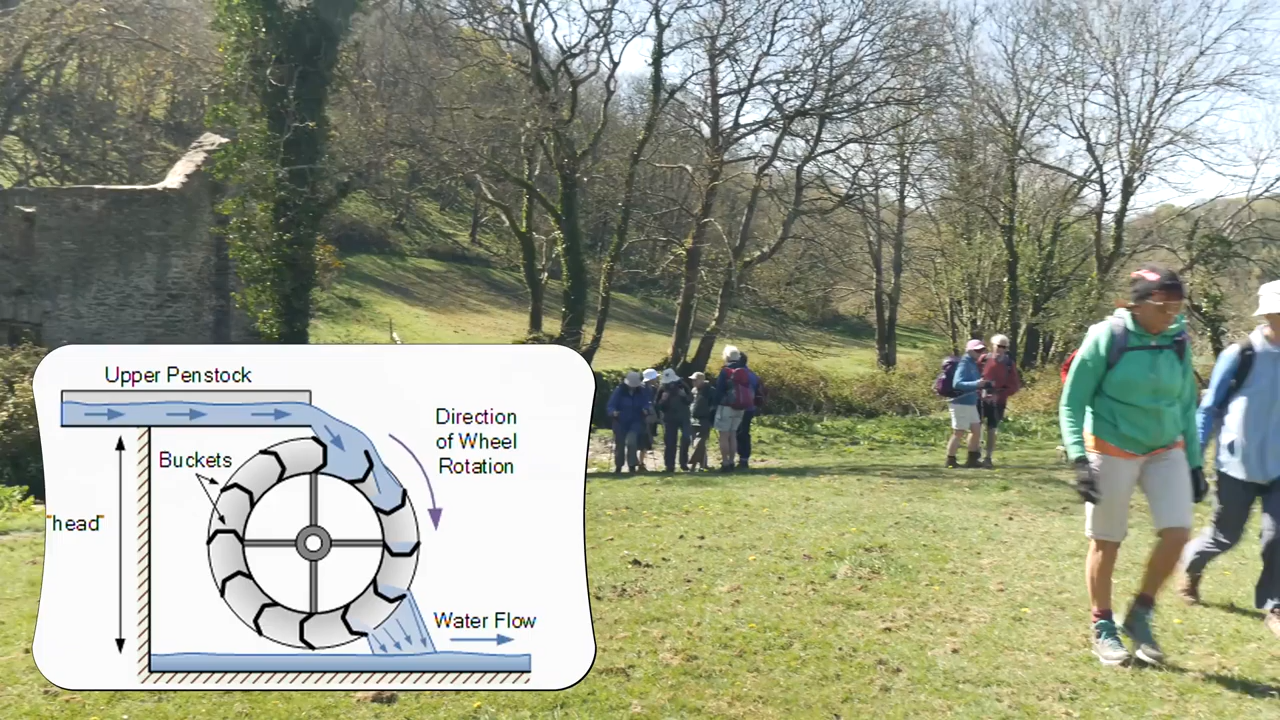 Upper Penstock
Direction
of Wheel
Rotation
Buckets
"head"
Water Flow